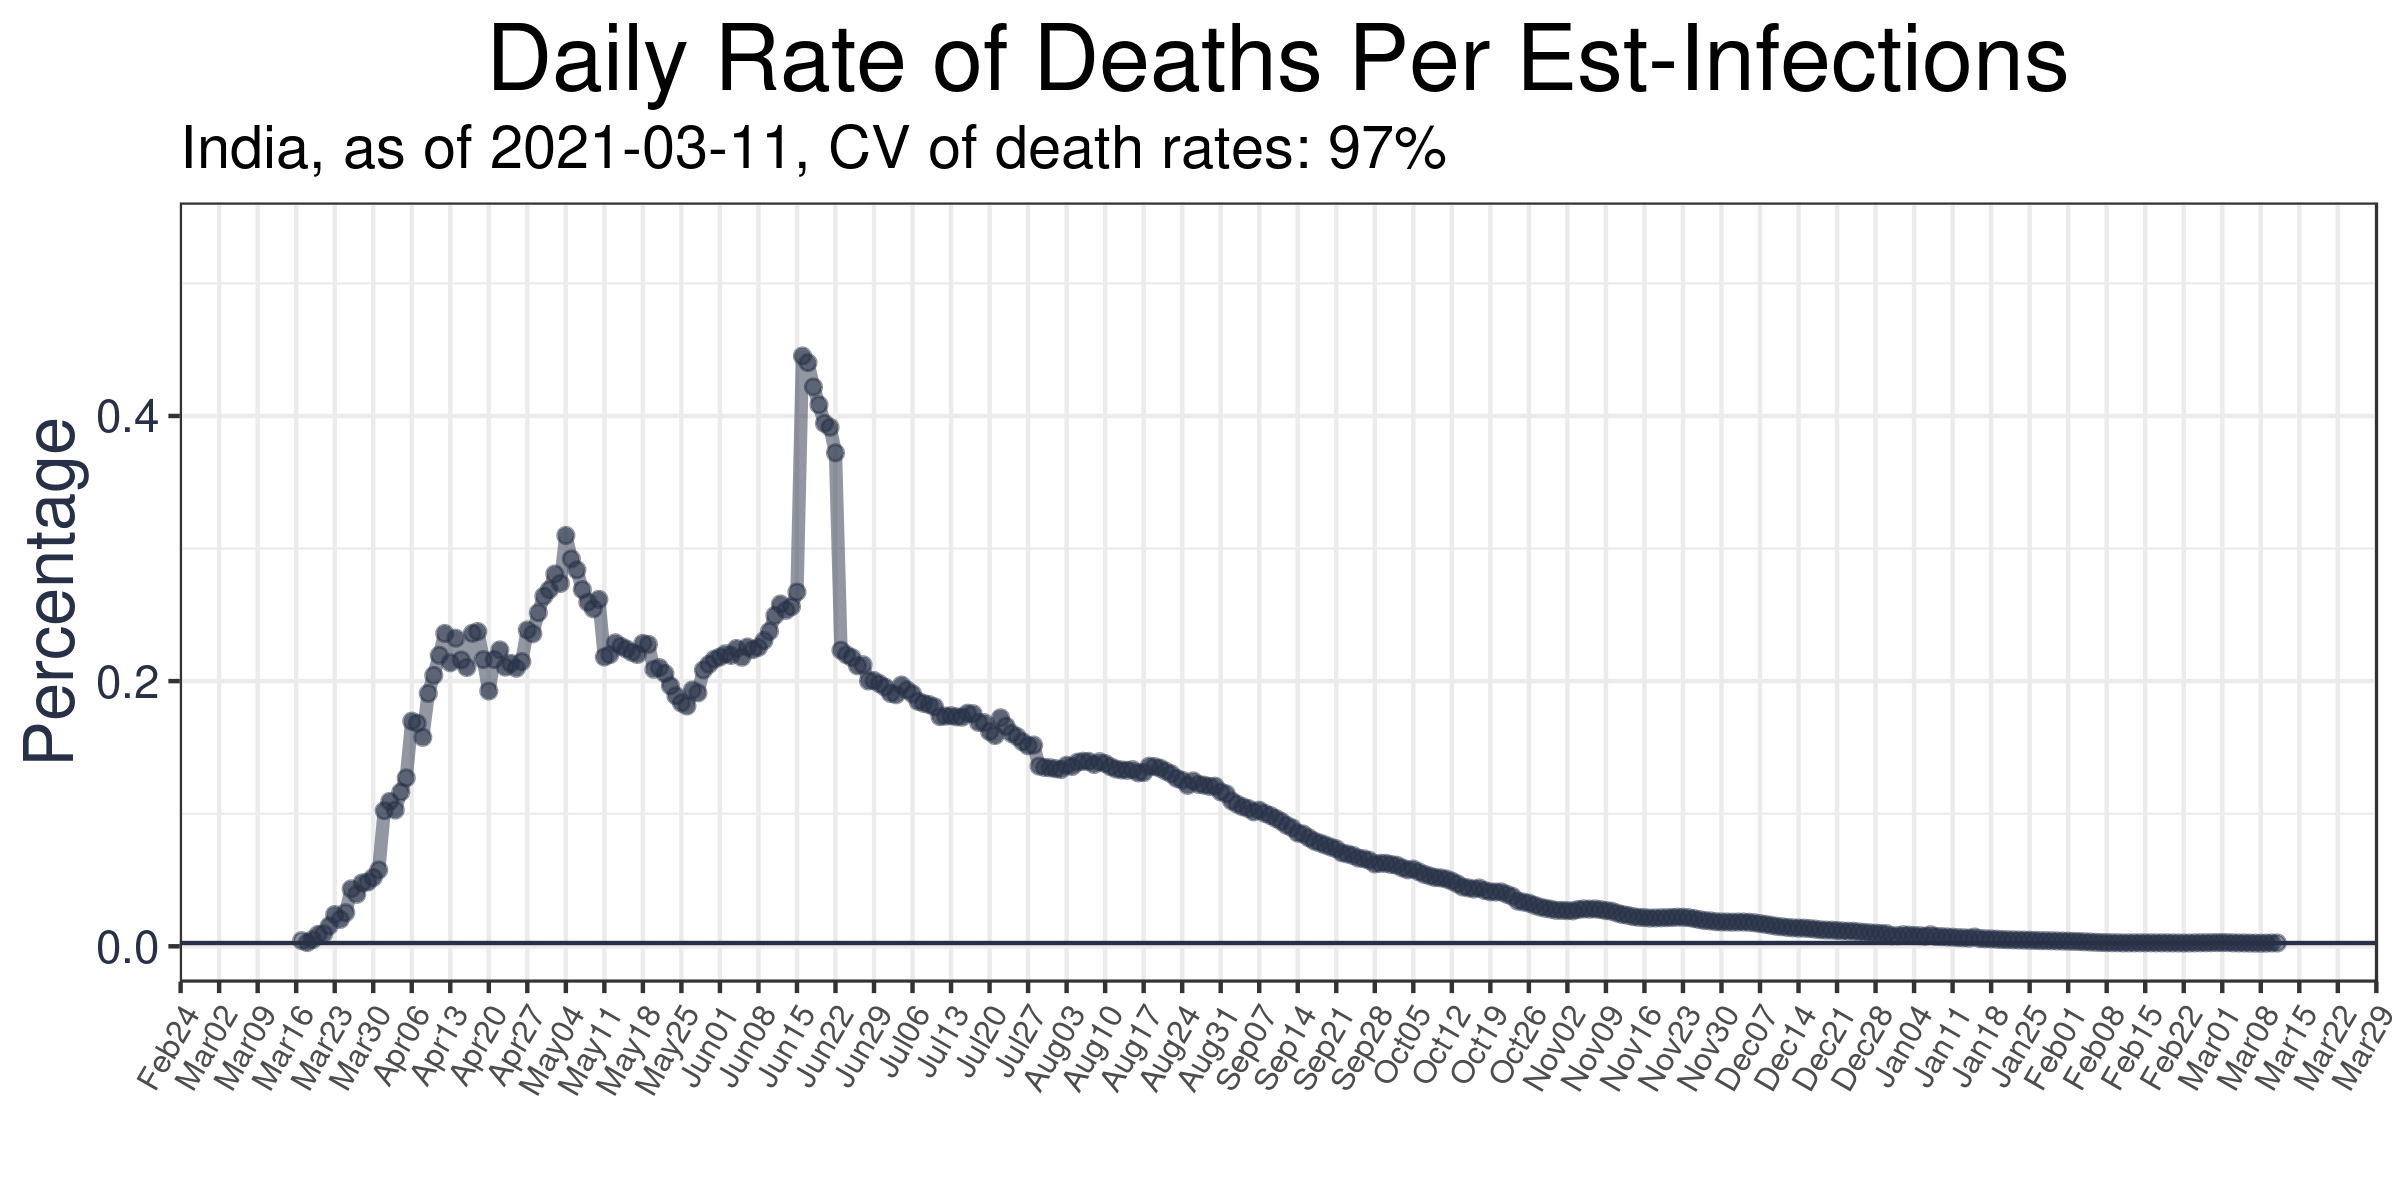 Daily Rate of Deaths Per Est-Infections
India, as of 2021-03-11, CV of death rates: 97%
Percentage
0.4
0.2
0.0
Feb24
Mar02
Mar09
Mar16
Mar23
Mar30
Apr06
Apr13
Apr20
Apr27
May04
May11
May18
May25
Jun01
Jun08
Jun15
Jun22
Jun29
Jul06
Jul13
Jul20
Jul27
Aug03
Aug10
Aug17
Aug24
Aug31
Sep07
Sep14
Sep21
Sep28
Oct05
Oct12
Oct19
Oct26
Nov02
Nov09
Nov16
Nov23
Nov30
Dec07
Dec14
Dec21
Dec28
Jan04
Jan11
Jan18
Jan25
Feb01
Feb08
Feb15
Feb22
Mar01
Mar08
Mar15
Mar22
Mar29